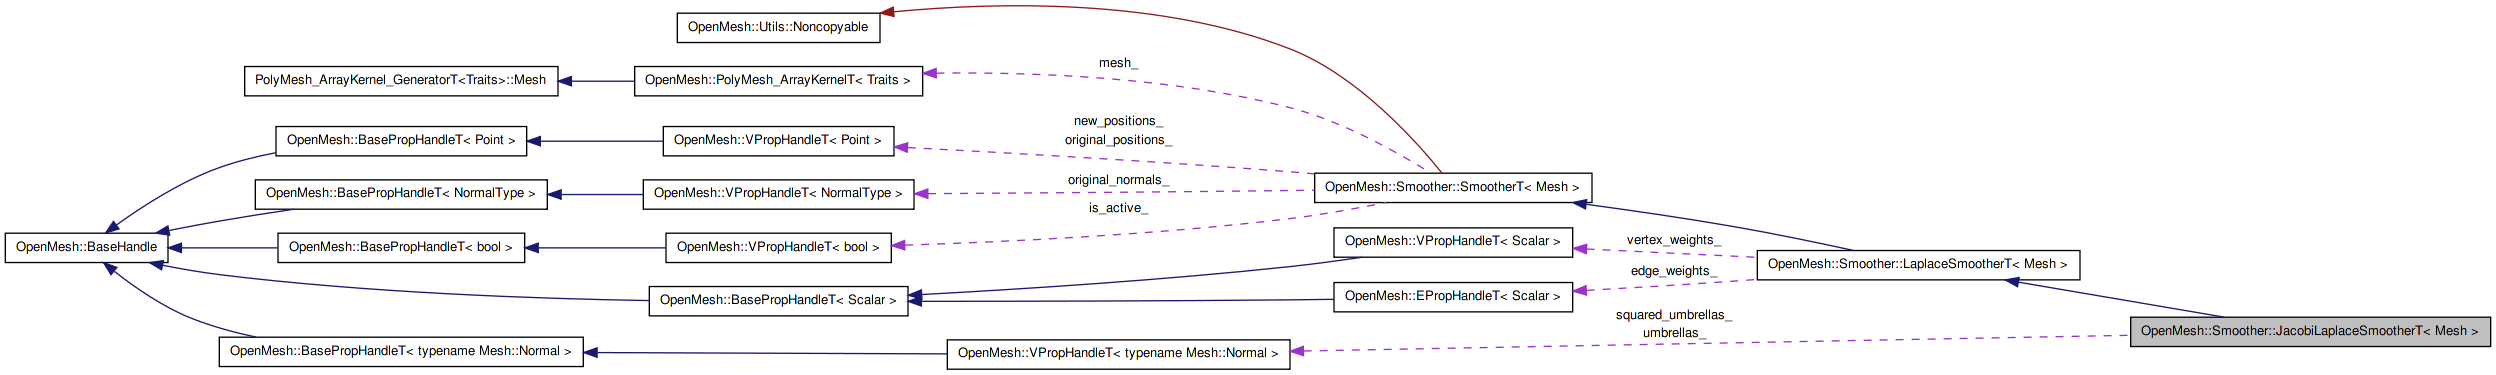 OpenMesh::Utils::Noncopyable
mesh_
PolyMesh_ArrayKernel_GeneratorT<Traits>::Mesh
OpenMesh::PolyMesh_ArrayKernelT< Traits >
new_positions_
original_positions_
OpenMesh::BasePropHandleT< Point >
OpenMesh::VPropHandleT< Point >
original_normals_
OpenMesh::BasePropHandleT< NormalType >
OpenMesh::VPropHandleT< NormalType >
OpenMesh::Smoother::SmootherT< Mesh >
is_active_
OpenMesh::BaseHandle
OpenMesh::BasePropHandleT< bool >
OpenMesh::VPropHandleT< bool >
OpenMesh::VPropHandleT< Scalar >
vertex_weights_
OpenMesh::Smoother::LaplaceSmootherT< Mesh >
edge_weights_
OpenMesh::BasePropHandleT< Scalar >
OpenMesh::EPropHandleT< Scalar >
squared_umbrellas_
umbrellas_
OpenMesh::Smoother::JacobiLaplaceSmootherT< Mesh >
OpenMesh::BasePropHandleT< typename Mesh::Normal >
OpenMesh::VPropHandleT< typename Mesh::Normal >